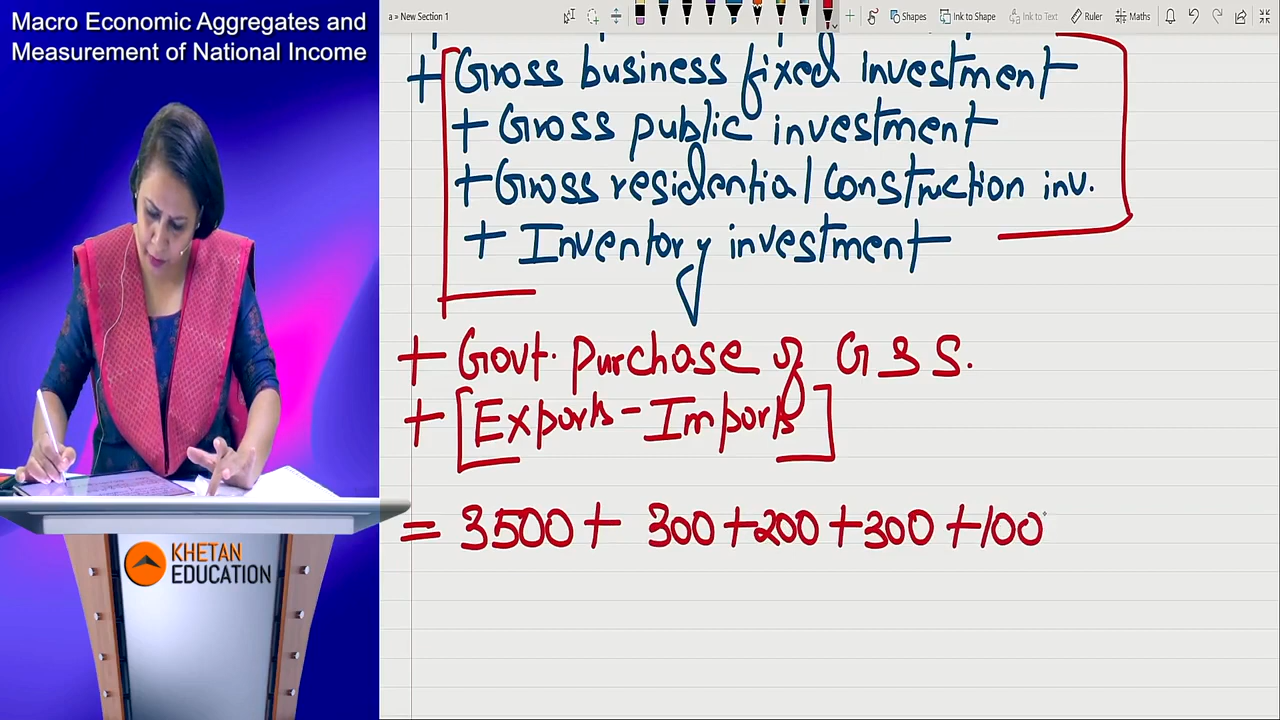 Macro Economic Aggregates and
Measurement of National Income
a > New Section 1
Shapes
Ink to Shape
Ink to Text
Ruler
Maths
+ Gross business fixed investment
+ Gross public investment
+ Gross residential Construction inv.
+ Inventory investment
+ Govt. Purchase of G & S.
+ [Exports - Imports]
= 3500 + 300 + 200 + 300 + 100
KHETAN
EDUCATION